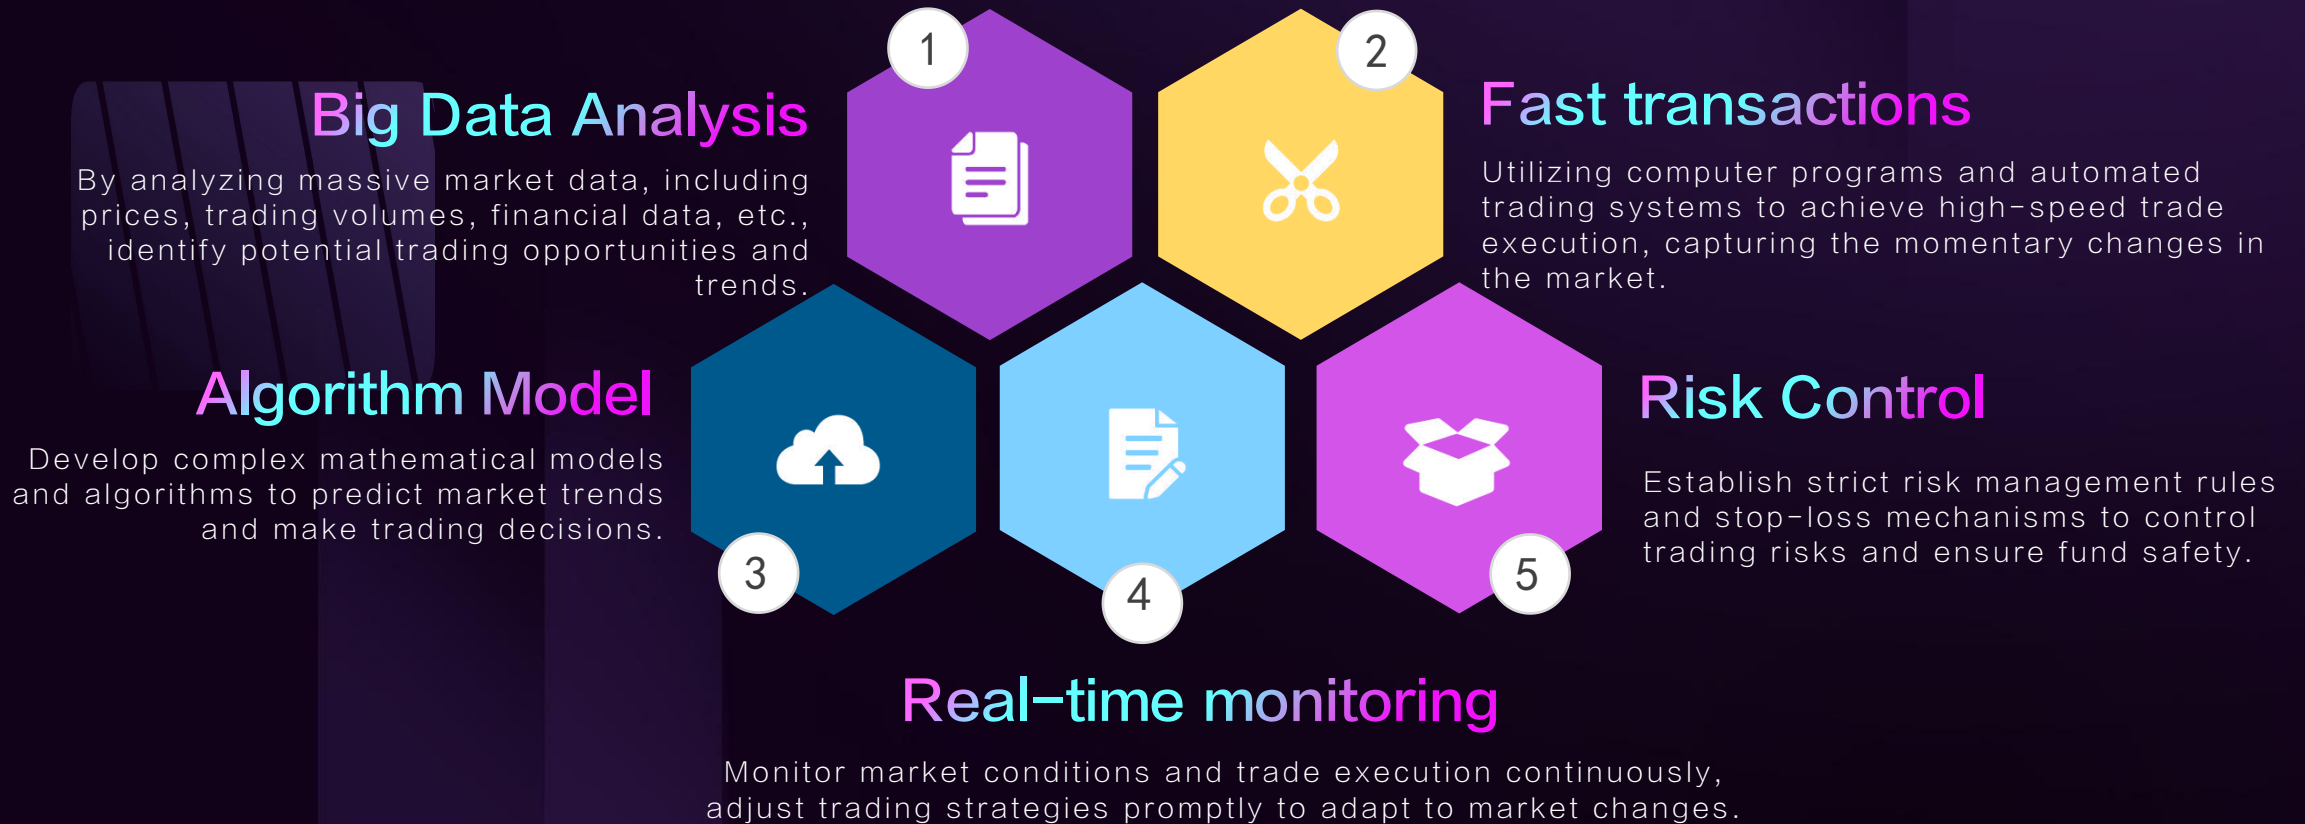 1
Big Data Analysis
By analyzing massive market data, including
prices, trading volumes, financial data, etc.,
identify potential trading opportunities and
trends.
2
Fast transactions
Utilizing computer programs and automated
trading systems to achieve high-speed trade
execution, capturing the momentary changes in
the market.
3
Algorithm Model
Develop complex mathematical models
and algorithms to predict market trends
and make trading decisions.
4
Real-time monitoring
Monitor market conditions and trade execution continuously,
adjust trading strategies promptly to adapt to market changes.
5
Risk Control
Establish strict risk management rules
and stop-loss mechanisms to control
trading risks and ensure fund safety.